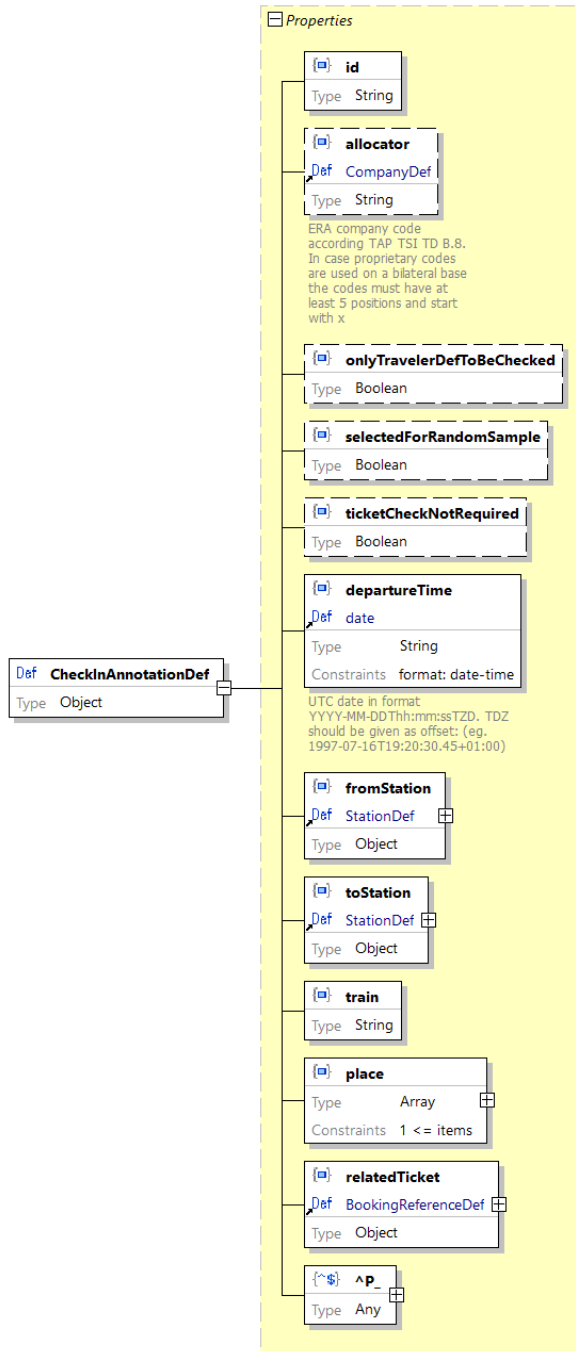 Properties
id
Type String
allocator
Def CompanyDef
Type String
ERA company code
according TAP TSI TD B.8.
In case proprietary codes
are used on a bilateral base
the codes must have at
least 5 positions and start
with x
onlyTravelerDefToBeChecked
Type Boolean
selectedForRandomSample
Type Boolean
ticketCheckNotRequired
Type Boolean
departureTime
Def date
Type String
Constraints format: date-time
UTC date in format
YYYY-MM-DDThh:mm:ssTZD. TDZ
should be given as offset: (eg.
1997-07-16T19:20:30.45+01:00)
Def CheckInAnnotationDef
Type Object
fromStation
Def StationDef
Type Object
toStation
Def StationDef
Type Object
train
Type String
place
Type Array
Constraints 1 <= items
relatedTicket
Def BookingReferenceDef
Type Object
{^$} ^P_
Type Any